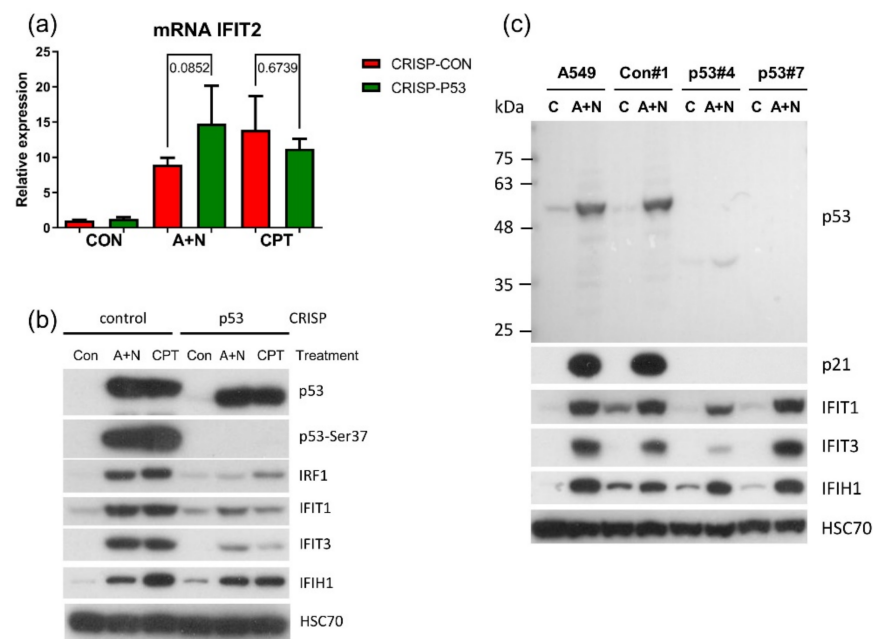 (a)
mRNA IFIT2
Relative expression
25
20
15
10
5
0
0.0852
0.6739
CON
A+N
CPT
CRISP-CON
CRISP-P53
(b)
control p53 CRISP
Con A+N CPT Con A+N CPT Treatment
p53
p53-Ser37
IRF1
IFIT1
IFIT3
IFIH1
HSC70
(c)
A549 Con#1 p53#4 p53#7
kDa C A+N C A+N C A+N C A+N
75
63
48
35
25
p53
p21
IFIT1
IFIT3
IFIH1
HSC70